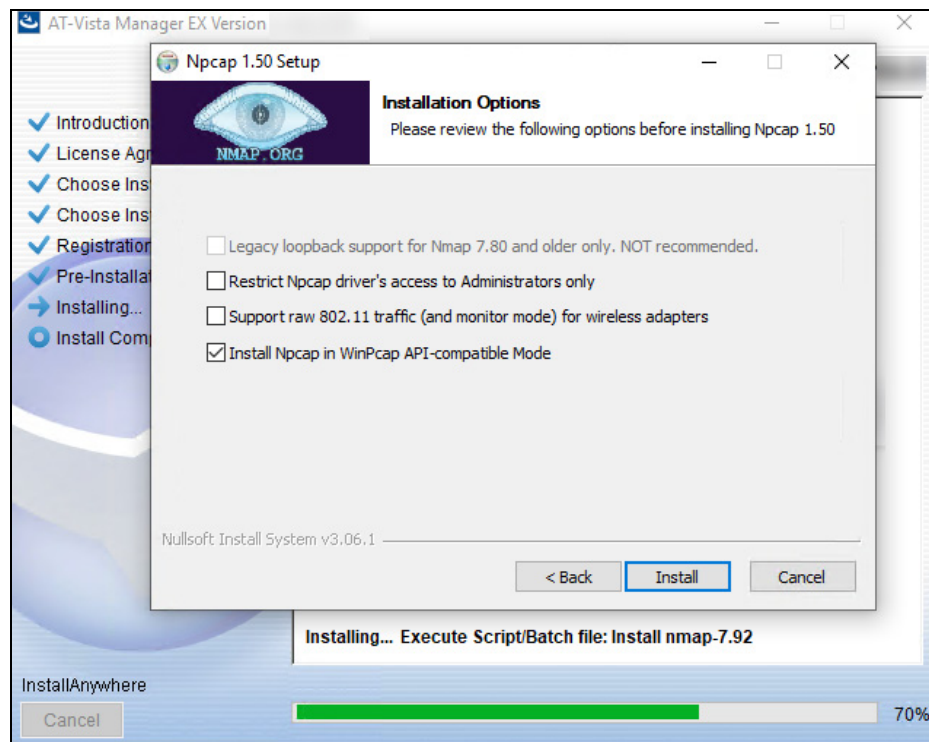 AT-Vista Manager EX Version
Npcap 1.50 Setup
NMAP.ORG
Installation Options
Please review the following options before installing Npcap 1.50
Introduction
License Agr
Choose Ins
Choose Ins
Registration
Pre-Installat
Installing...
Install Com
Legacy loopback support for Nmap 7.80 and older only. NOT recommended.
Restrict Npcap driver's access to Administrators only
Support raw 802.11 traffic (and monitor mode) for wireless adapters
Install Npcap in WinPcap API-compatible Mode
Nullsoft Install System v3.06.1
< Back
Install
Cancel
Installing... Execute Script/Batch file: Install nmap-7.92
InstallAnywhere
Cancel
70%